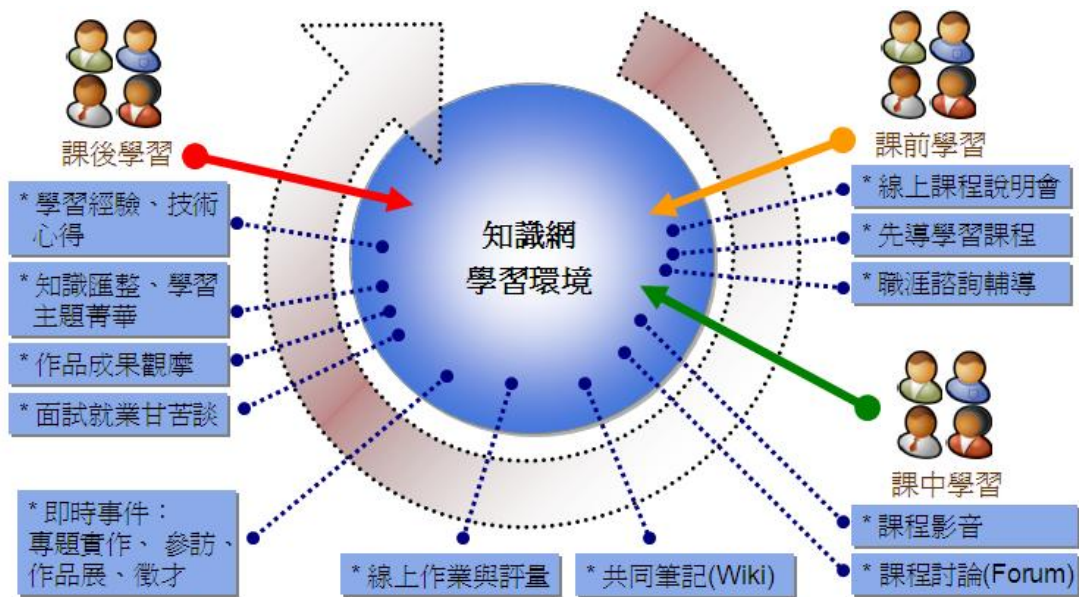 課後學習
* 學習經驗、技術
心得
* 知識匯整、學習
主題菁華
* 作品成果觀摩
* 面試就業甘苦談
知識網
學習環境
課前學習
* 線上課程說明會
* 先導學習課程
* 職涯諮詢輔導
課中學習
* 課程影音
* 課程討論(Forum)
* 共同筆記(Wiki)
* 線上作業與評量
* 即時事件：
專題實作、 參訪、
作品展、徵才